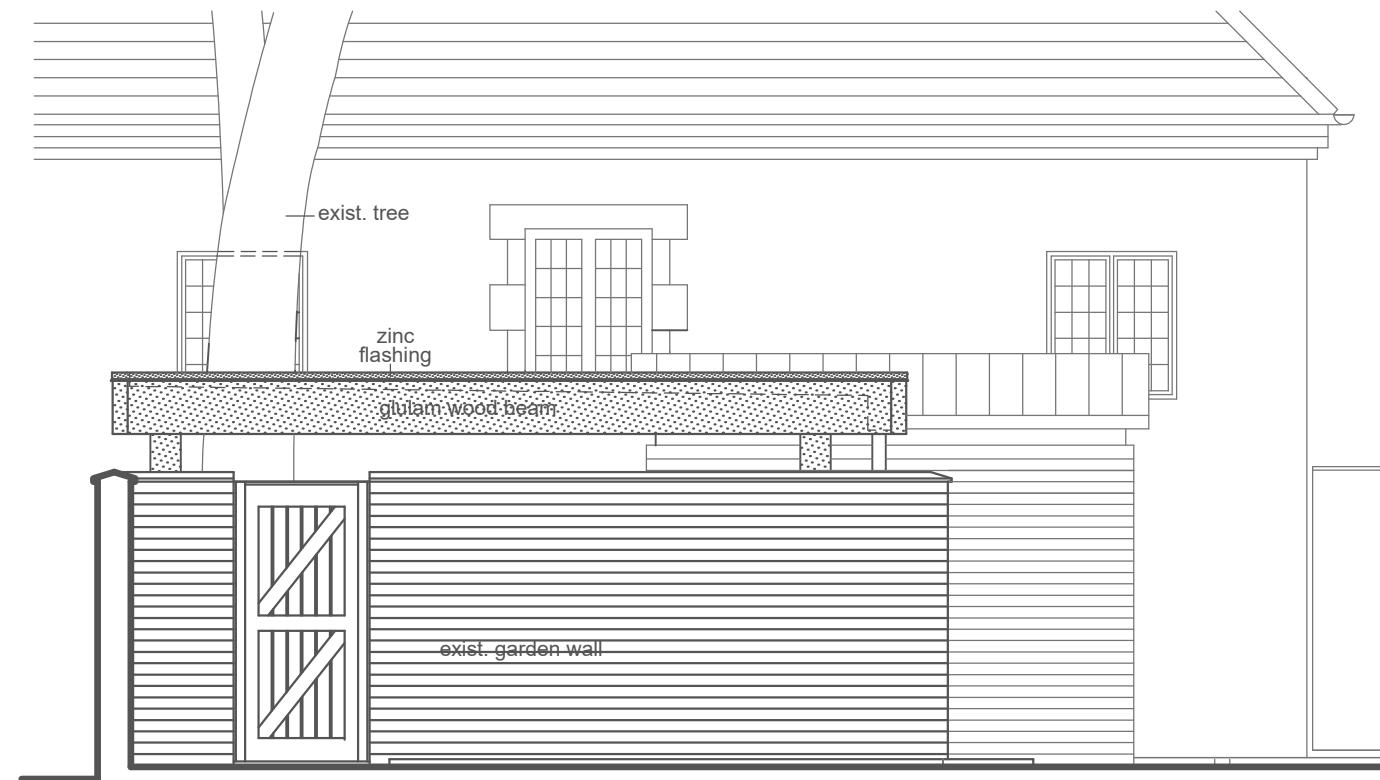 exist. tree
zinc
flashing
glulam wood beam
exist. garden wall